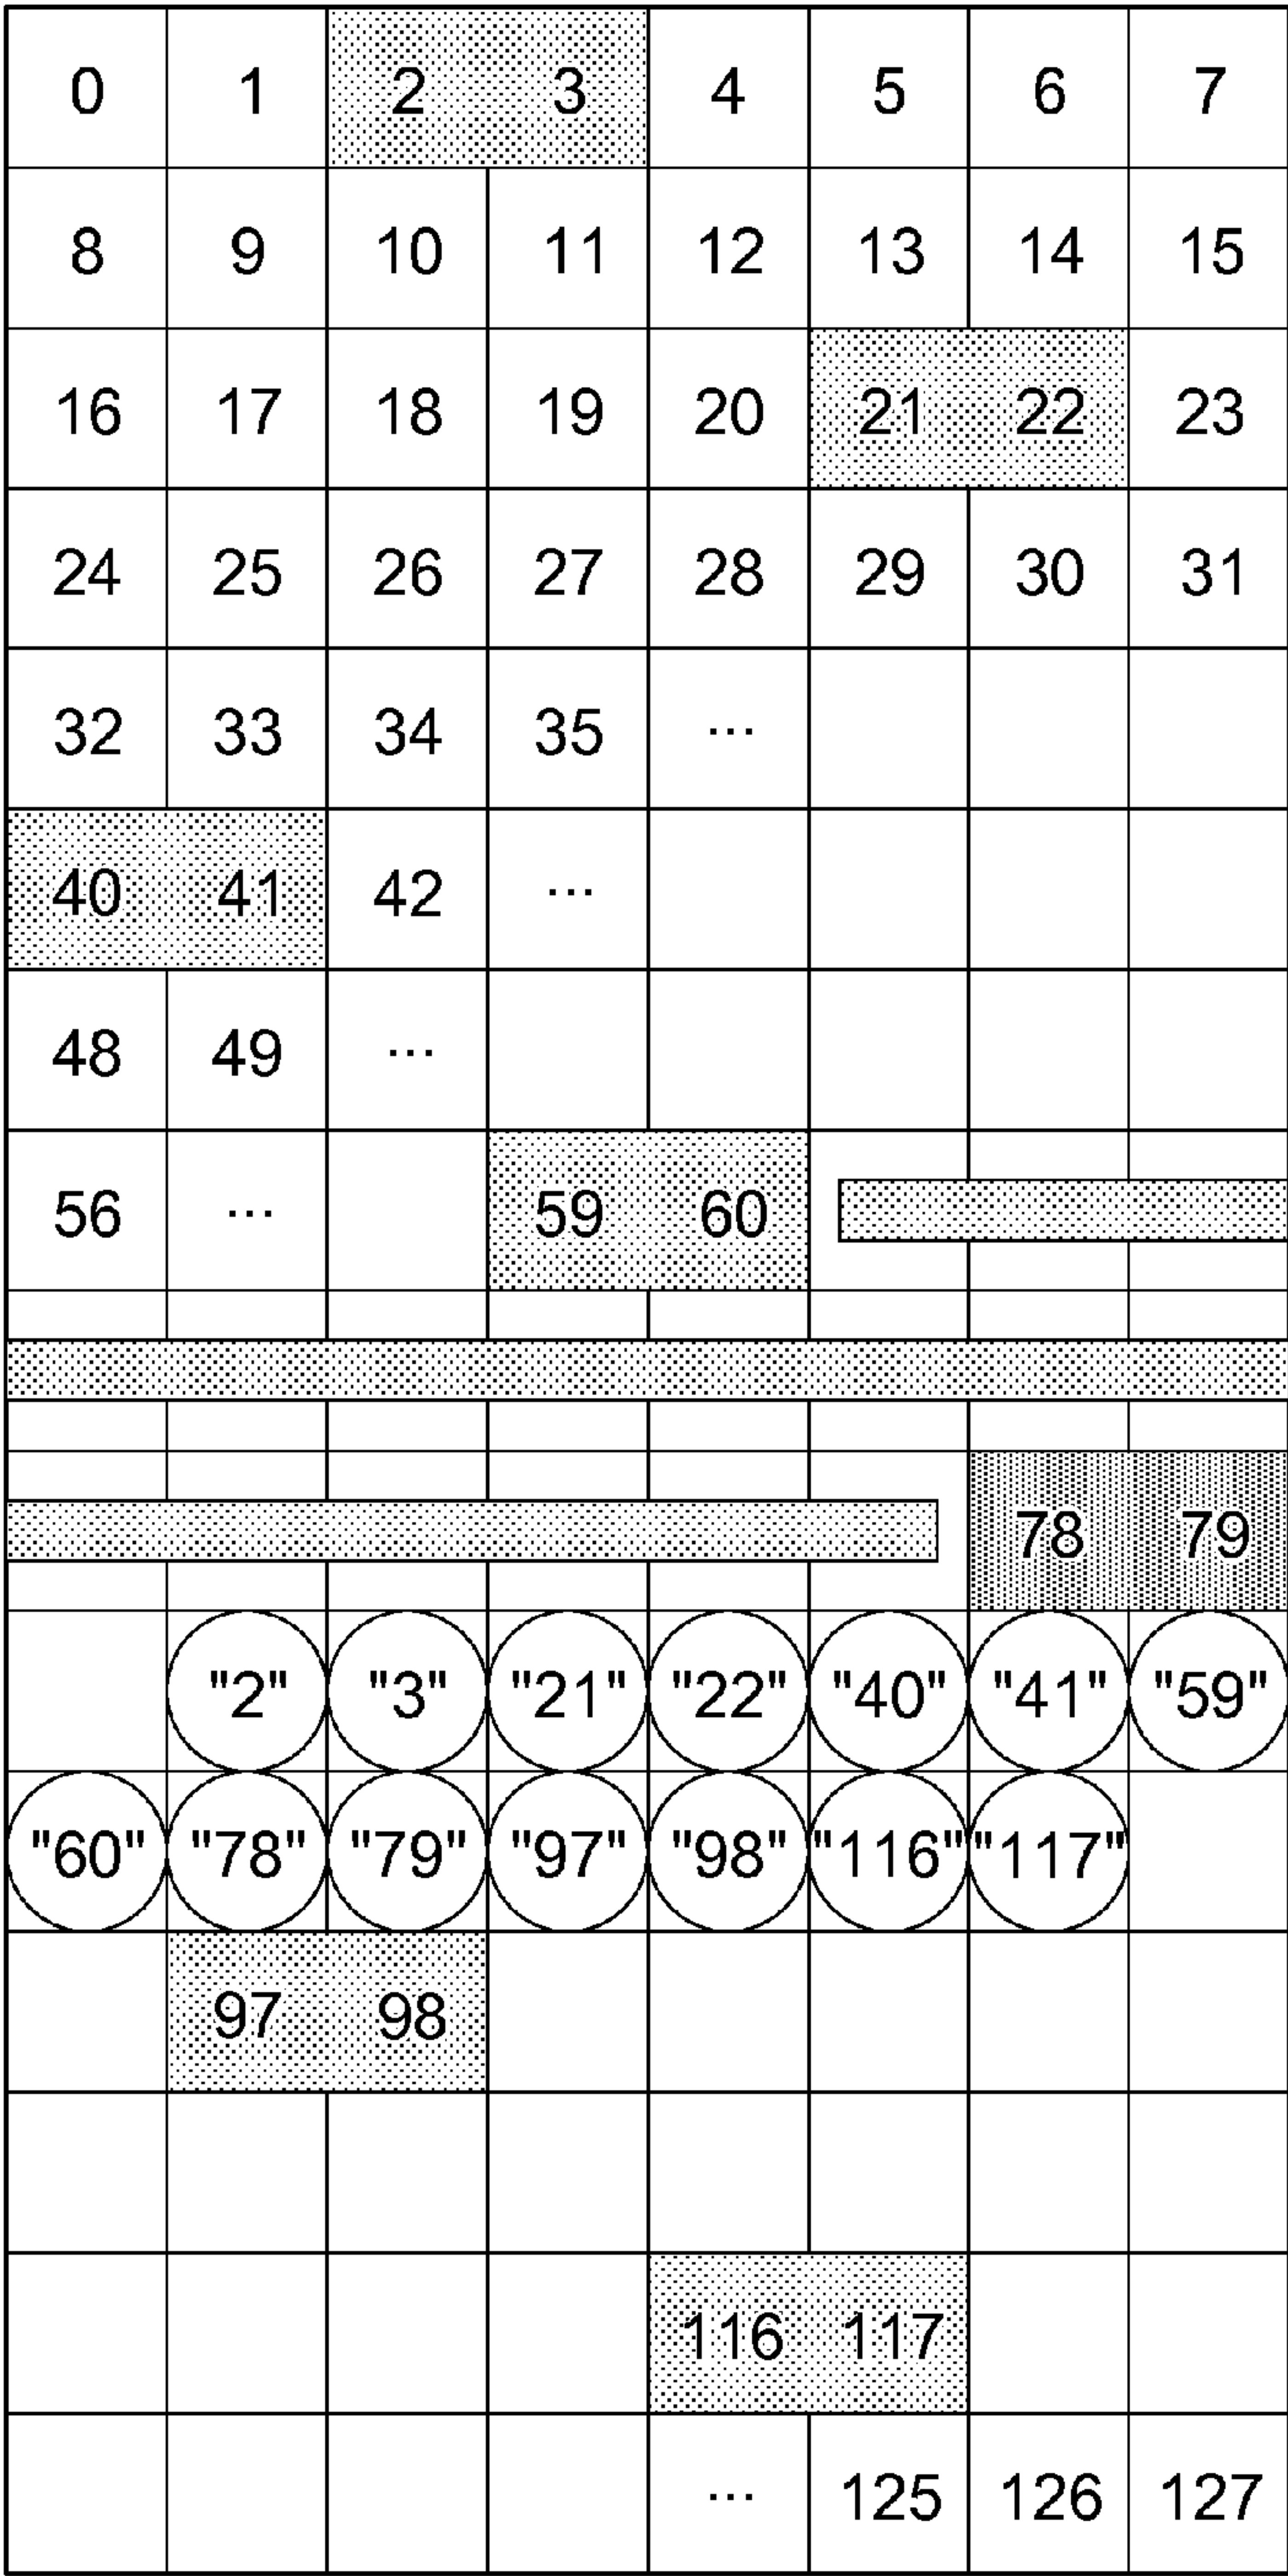 0 1 2 3 4 5 6 7
8 9 10 11 12 13 14 15
16 17 18 19 20 21 22 23
24 25 26 27 28 29 30 31
32 33 34 35 ...
40 41 42 ...
48 49 ...
56 ... 59 60
78 79
"2" "3" "21" "22" "40" "41" "59"
"60" "78" "79" "97" "98" "116" "117"
97 98
116 117
... 125 126 127